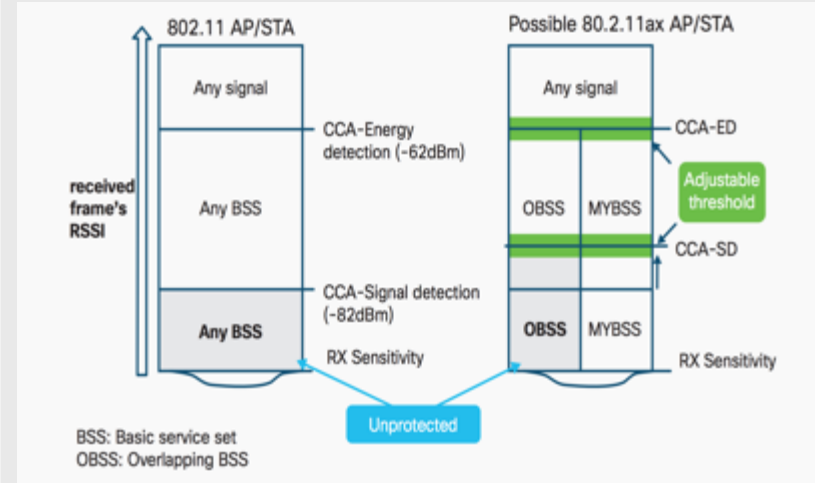 802.11 AP/STA
Possible 80.2.11ax AP/STA
Any signal
Any signal
CCA-Energy
detection (-62dBm)
CCA-ED
received
frame's
RSSI
Any BSS
OBSS
MYBSS
Adjustable
threshold
CCA-SD
CCA-Signal detection
(-82dBm)
Any BSS
OBSS
MYBSS
RX Sensitivity
RX Sensitivity
Unprotected
BSS: Basic service set
OBSS: Overlapping BSS